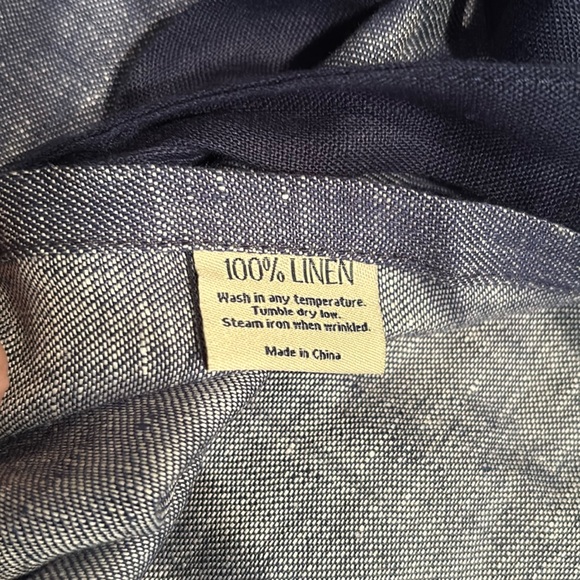 100% LINEN
Wash in any temperature.
Tumble dry low.
Steam iron when wrinkled.
Made in China